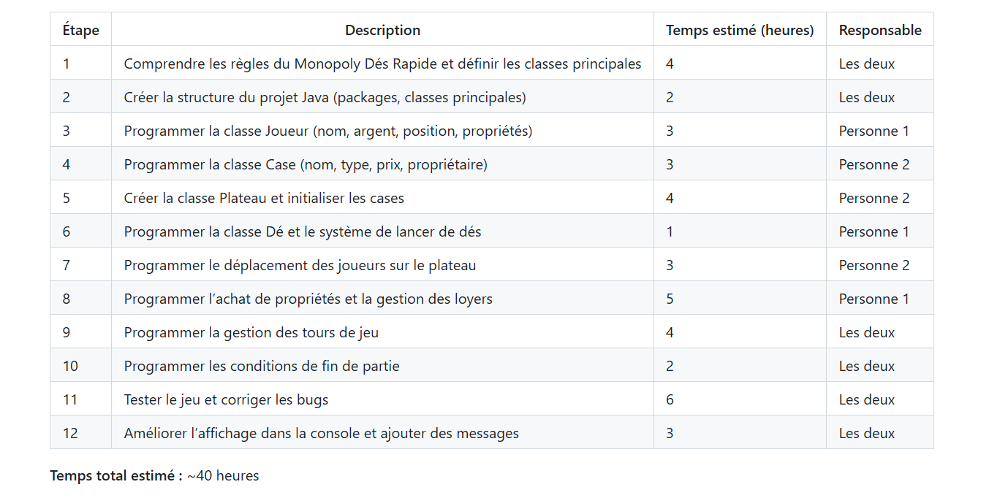 Étape Description Temps estimé (heures) Responsable
1 Comprendre les règles du Monopoly Dés Rapide et définir les classes principales 4 Les deux
2 Créer la structure du projet Java (packages, classes principales) 2 Les deux
3 Programmer la classe Joueur (nom, argent, position, propriétés) 3 Personne 1
4 Programmer la classe Case (nom, type, prix, propriétaire) 3 Personne 2
5 Créer la classe Plateau et initialiser les cases 4 Personne 2
6 Programmer la classe Dé et le système de lancer de dés 1 Personne 1
7 Programmer le déplacement des joueurs sur le plateau 3 Personne 2
8 Programmer l’achat de propriétés et la gestion des loyers 5 Personne 1
9 Programmer la gestion des tours de jeu 4 Les deux
10 Programmer les conditions de fin de partie 2 Les deux
11 Tester le jeu et corriger les bugs 6 Les deux
12 Améliorer l’affichage dans la console et ajouter des messages 3 Les deux
Temps total estimé : ~40 heures